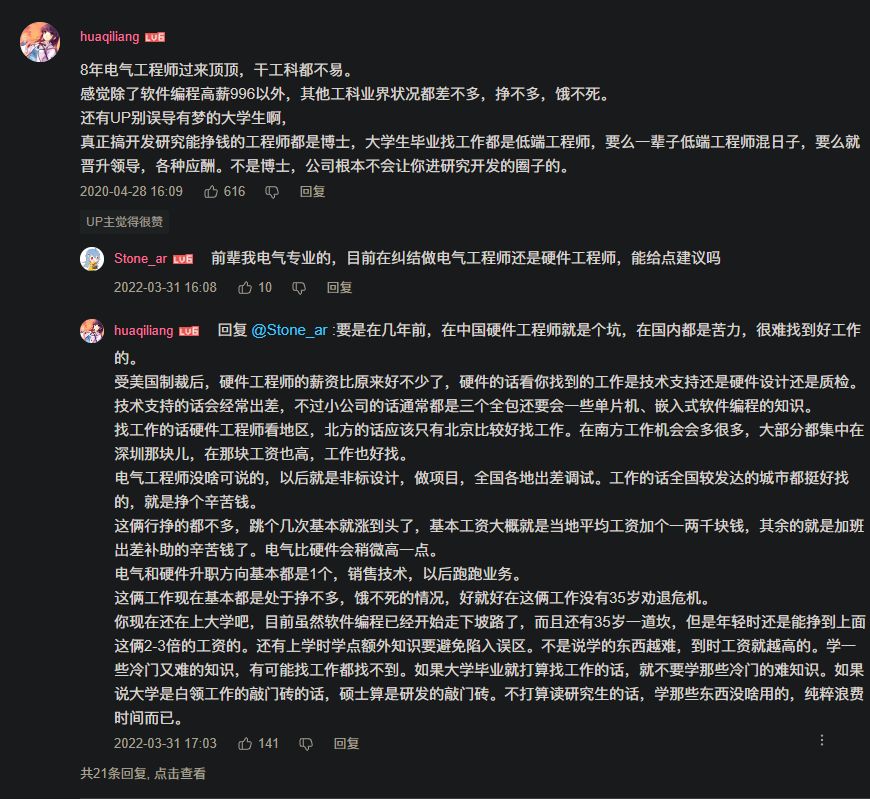 huaqiliang LV6
8年电气工程师过来顶顶，干工科都不易。
感觉除了软件编程高薪996以外，其他工科业界状况都差不多，挣不多，饿不死。
还有UP别误导有梦的大学生啊，
真正搞开发研究能挣钱的工程师都是博士，大学生毕业找工作都是低端工程师，要么一辈子低端工程师混日子，要么就
晋升领导，各种应酬。不是博士，公司根本不会让你进研究开发的圈子的。
2020-04-28 16:09 616 回复
UP主觉得很赞
Stone_ar LV6 前辈我电气专业的，目前在纠结做电气工程师还是硬件工程师，能给点建议吗
2022-03-31 16:08 10 回复
huaqiliang LV6 回复 @Stone_ar :要是在几年前，在中国硬件工程师就是个坑，在国内都是苦力，很难找到好工作
的。
受美国制裁后，硬件工程师的薪资比原来好不少了，硬件的话看你找到的工作是技术支持还是硬件设计还是质检。
技术支持的话会经常出差，不过小公司的话通常都是三个全包还要会一些单片机、嵌入式软件编程的知识。
找工作的话硬件工程师看地区，北方的话应该只有北京比较好找工作。在南方工作机会会多很多，大部分都集中在
深圳那块儿，在那块工资也高，工作也好找。
电气工程师没啥可说的，以后就是非标设计，做项目，全国各地出差调试。工作的话全国较发达的城市都挺好找
的，就是挣个辛苦钱。
这俩行挣的都不多，跳个几次基本就涨到头了，基本工资大概就是当地平均工资加个一两千块钱，其余的就是加班
出差补助的辛苦钱了。电气比硬件会稍微高一点。
电气和硬件升职方向基本都是1个，销售技术，以后跑跑业务。
这俩工作现在基本都是处于挣不多，饿不死的情况，好就好在这俩工作没有35岁劝退危机。
你现在还在上大学吧，目前虽然软件编程已经开始走下坡路了，而且还有35岁一道坎，但是年轻时还是能挣到上面
这俩2-3倍的工资的。还有上学时学点额外知识要避免陷入误区。不是说学的东西越难，到时工资就越高的。学一
些冷门又难的知识，有可能找工作都找不到。如果大学毕业就打算找工作的话，就不要学那些冷门的难知识。如果
说大学是白领工作的敲门砖的话，硕士算是研发的敲门砖。不打算读研究生的话，学那些东西没啥用的，纯粹浪费
时间而已。
2022-03-31 17:03 141 回复
共21条回复, 点击查看